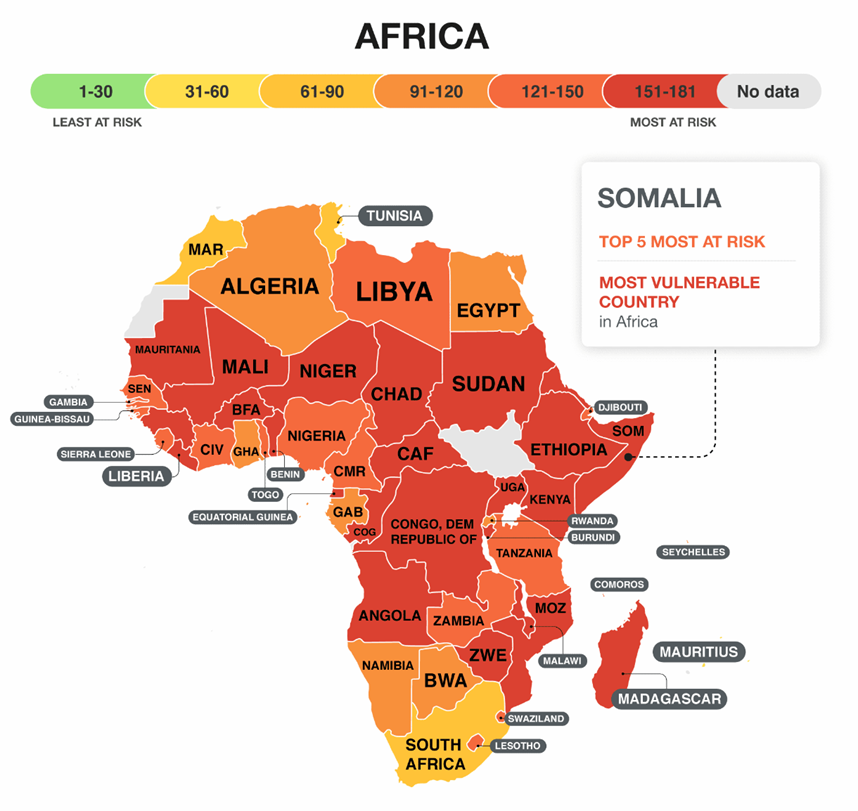 AFRICA
1-30
31-60
61-90
91-120
121-150
151-181
No data
LEAST AT RISK
MOST AT RISK
SOMALIA
TOP 5 MOST AT RISK
MOST VULNERABLE
COUNTRY
in Africa
TUNISIA
MAR
ALGERIA
LIBYA
EGYPT
MAURITANIA
MALI
NIGER
CHAD
SUDAN
SEN
GAMBIA
GUINEA-BISSAU
BFA
DJIBOUTI
SOM
NIGERIA
CIV
GHA
SIERRA LEONE
LIBERIA
BENIN
TOGO
CAF
ETHIOPIA
CMR
EQUATORIAL GUINEA
GAB
COG
CONGO, DEM
REPUBLIC OF
UGA
KENYA
RWANDA
BURUNDI
TANZANIA
SEYCHELLES
COMOROS
ANGOLA
ZAMBIA
MOZ
MALAWI
ZWE
MAURITIUS
MADAGASCAR
NAMIBIA
BWA
SWAZILAND
LESOTHO
SOUTH
AFRICA